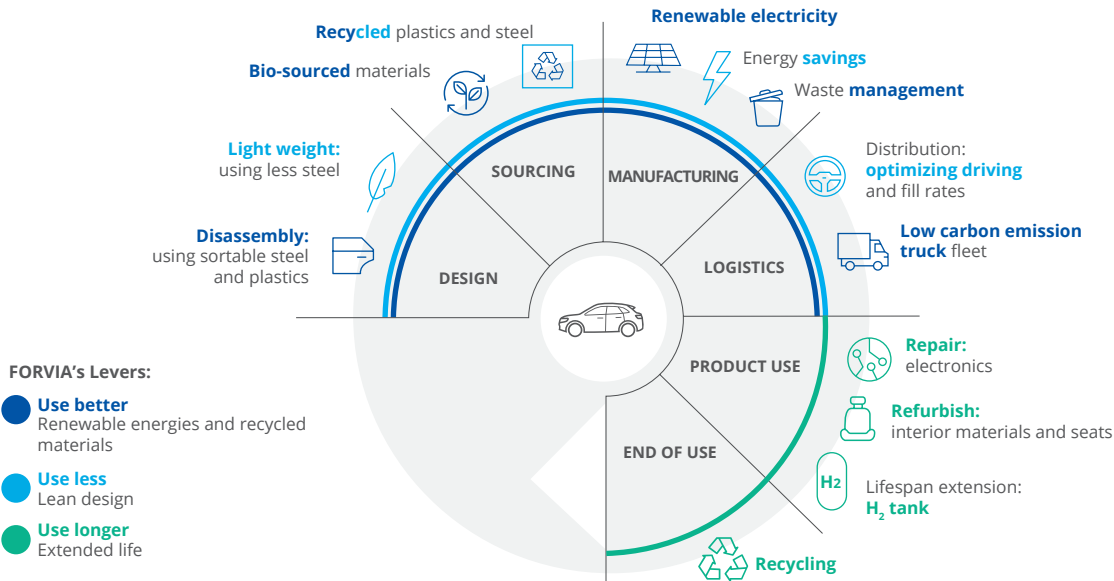 Renewable electricity
Recycled plastics and steel
Energy savings
Bio-sourced materials
Waste management
Light weight:
using less steel
Distribution:
optimizing driving
and fill rates
SOURCING
MANUFACTURING
Disassembly:
using sortable steel
and plastics
Low carbon emission
truck fleet
DESIGN
LOGISTICS
Repair:
electronics
PRODUCT USE
FORVIA's Levers:
Use better
Renewable energies and recycled
materials
Refurbish:
interior materials and seats
END OF USE
Use less
Lean design
H2
Lifespan extension:
H₂ tank
Use longer
Extended life
Recycling